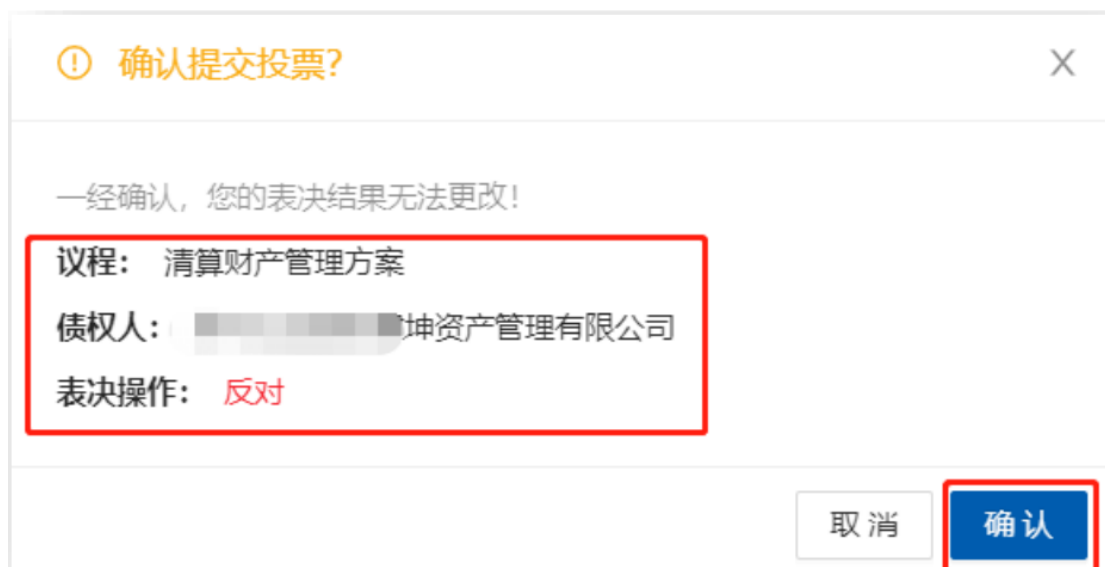 确认提交投票?
一经确认，您的表决结果无法更改!
议程： 清算财产管理方案
债权人： 坤资产管理有限公司
表决操作： 反对
取 消
确 认